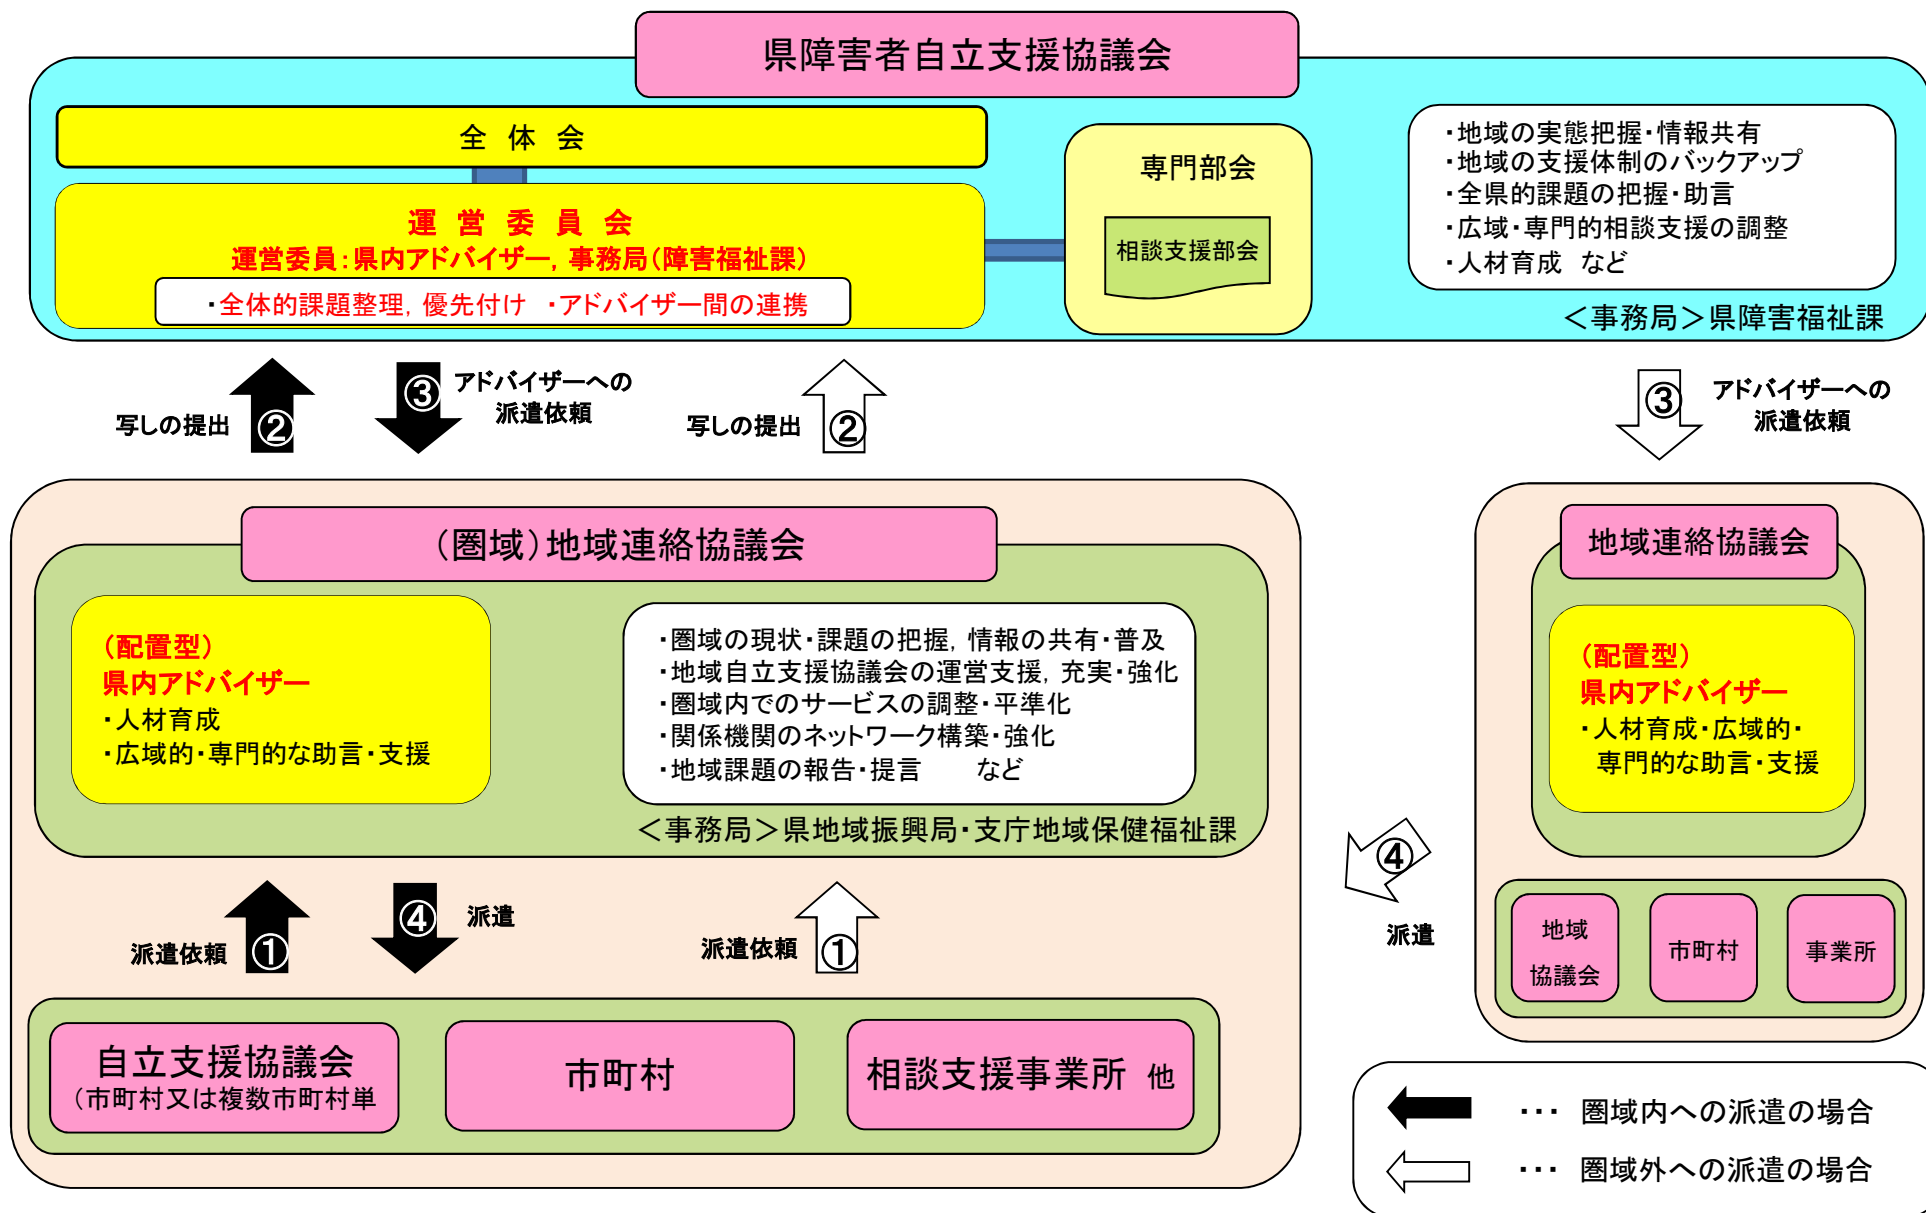 県障害者自立支援協議会
全 体 会
運 営 委 員 会
運営委員：県内アドバイザー，事務局（障害福祉課）
・全体的課題整理，優先付け ・アドバイザー間の連携
専門部会
相談支援部会
・地域の実態把握・情報共有
・地域の支援体制のバックアップ
・全県的課題の把握・助言
・広域・専門的相談支援の調整
・人材育成 など
＜事務局＞県障害福祉課
写しの提出
②
③
アドバイザーへの
派遣依頼
写しの提出
②
③
アドバイザーへの
派遣依頼
（圏域）地域連絡協議会
（配置型）
県内アドバイザー
・人材育成
・広域的・専門的な助言・支援
・圏域の現状・課題の把握，情報の共有・普及
・地域自立支援協議会の運営支援，充実・強化
・圏域内でのサービスの調整・平準化
・関係機関のネットワーク構築・強化
・地域課題の報告・提言 など
＜事務局＞県地域振興局・支庁地域保健福祉課
派遣依頼
①
④
派遣
派遣依頼
①
自立支援協議会
（市町村又は複数市町村単
市町村
相談支援事業所 他
地域連絡協議会
（配置型）
県内アドバイザー
・人材育成・広域的・
専門的な助言・支援
④
派遣
地域
協議会
市町村
事業所
・・・ 圏域内への派遣の場合
・・・ 圏域外への派遣の場合